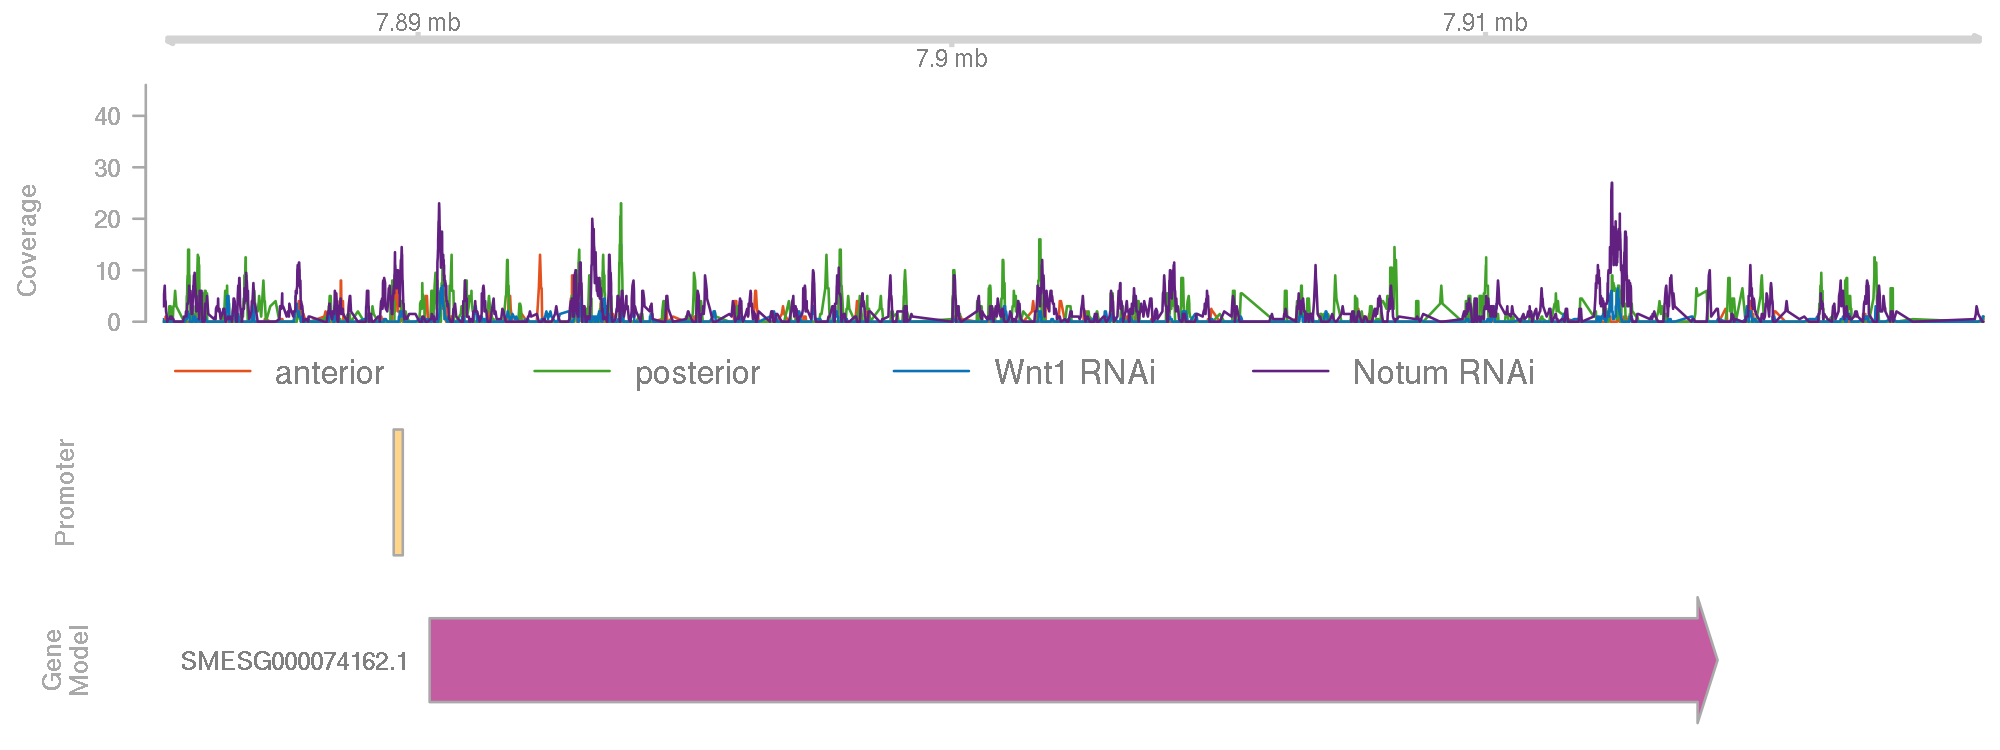 7.89 mb
7.91 mb
7.9 mb
40
30
20
10
0
Coverage
anterior
posterior
Wnt1 RNAi
Notum RNAi
Promoter
Gene
Model
SMESG000074162.1